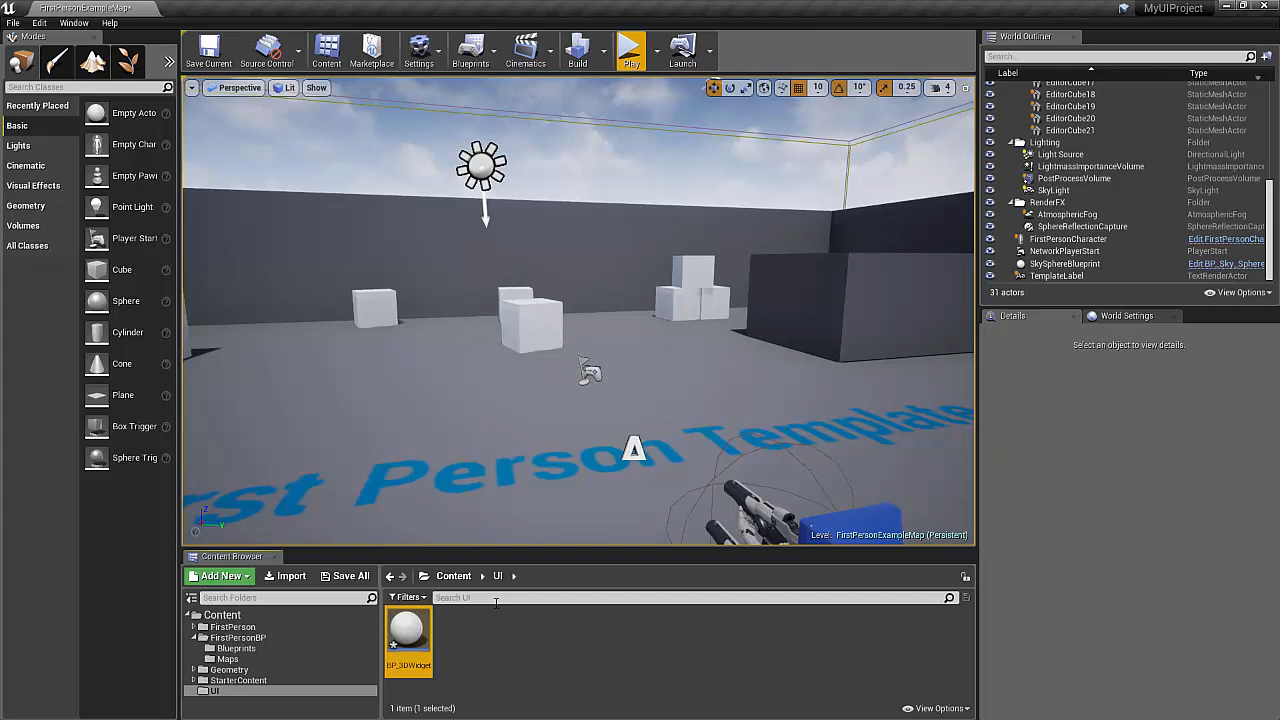 FirstPersonExampleMap*
MyUIProject
File Edit Window Help
Modes
Search Classes
Recently Placed
Basic
Lights
Cinematic
Visual Effects
Geometry
Volumes
All Classes
Empty Acto
Empty Char
Empty Pawn
Point Light
Player Start
Cube
Sphere
Cylinder
Cone
Plane
Box Trigger
Sphere Trig
Save Current Source Control Content Marketplace Settings Blueprints Cinematics Build Play Launch
Perspective Lit Show
10 10° 0.25 4
First Person Template
A
Z
Y
Level: FirstPersonExampleMap (Persistent)
World Outliner
Search...
Label Type
EditorCube17 StaticMeshActor
EditorCube18 StaticMeshActor
EditorCube19 StaticMeshActor
EditorCube20 StaticMeshActor
EditorCube21 StaticMeshActor
Lighting Folder
Light Source DirectionalLight
LightmassImportanceVolume LightmassImportance
PostProcessVolume PostProcessVolume
SkyLight SkyLight
RenderFX Folder
AtmosphericFog AtmosphericFog
SphereReflectionCapture SphereReflectionCap
FirstPersonCharacter Edit FirstPersonCha
NetworkPlayerStart PlayerStart
SkySphereBlueprint Edit BP_Sky_Sphere
TemplateLabel TextRenderActor
31 actors View Options
Details World Settings
Select an object to view details.
Content Browser
Add New Import Save All Content UI
Search Folders
Filters Search UI
Content
FirstPerson
FirstPersonBP
Blueprints
Maps
Geometry
StarterContent
UI
BP_3DWidget
1 item (1 selected) View Options